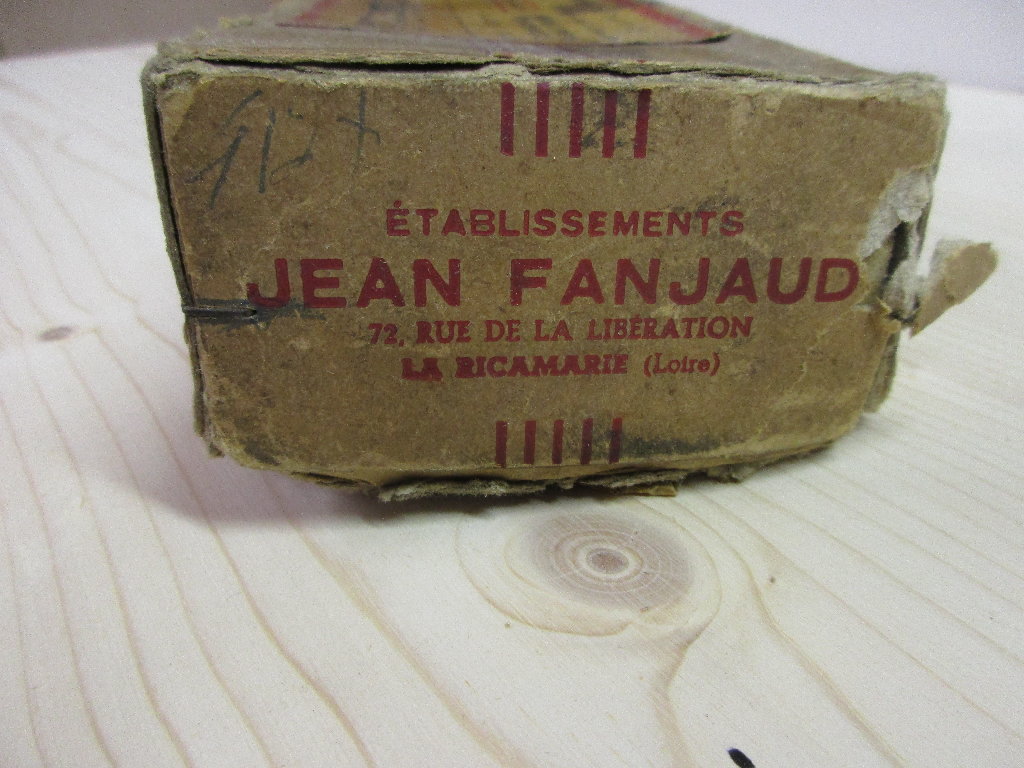 ÉTABLISSEMENTS
JEAN FANJAUD
72, RUE DE LA LIBÉRATION
LA RICAMARIE (Loire)